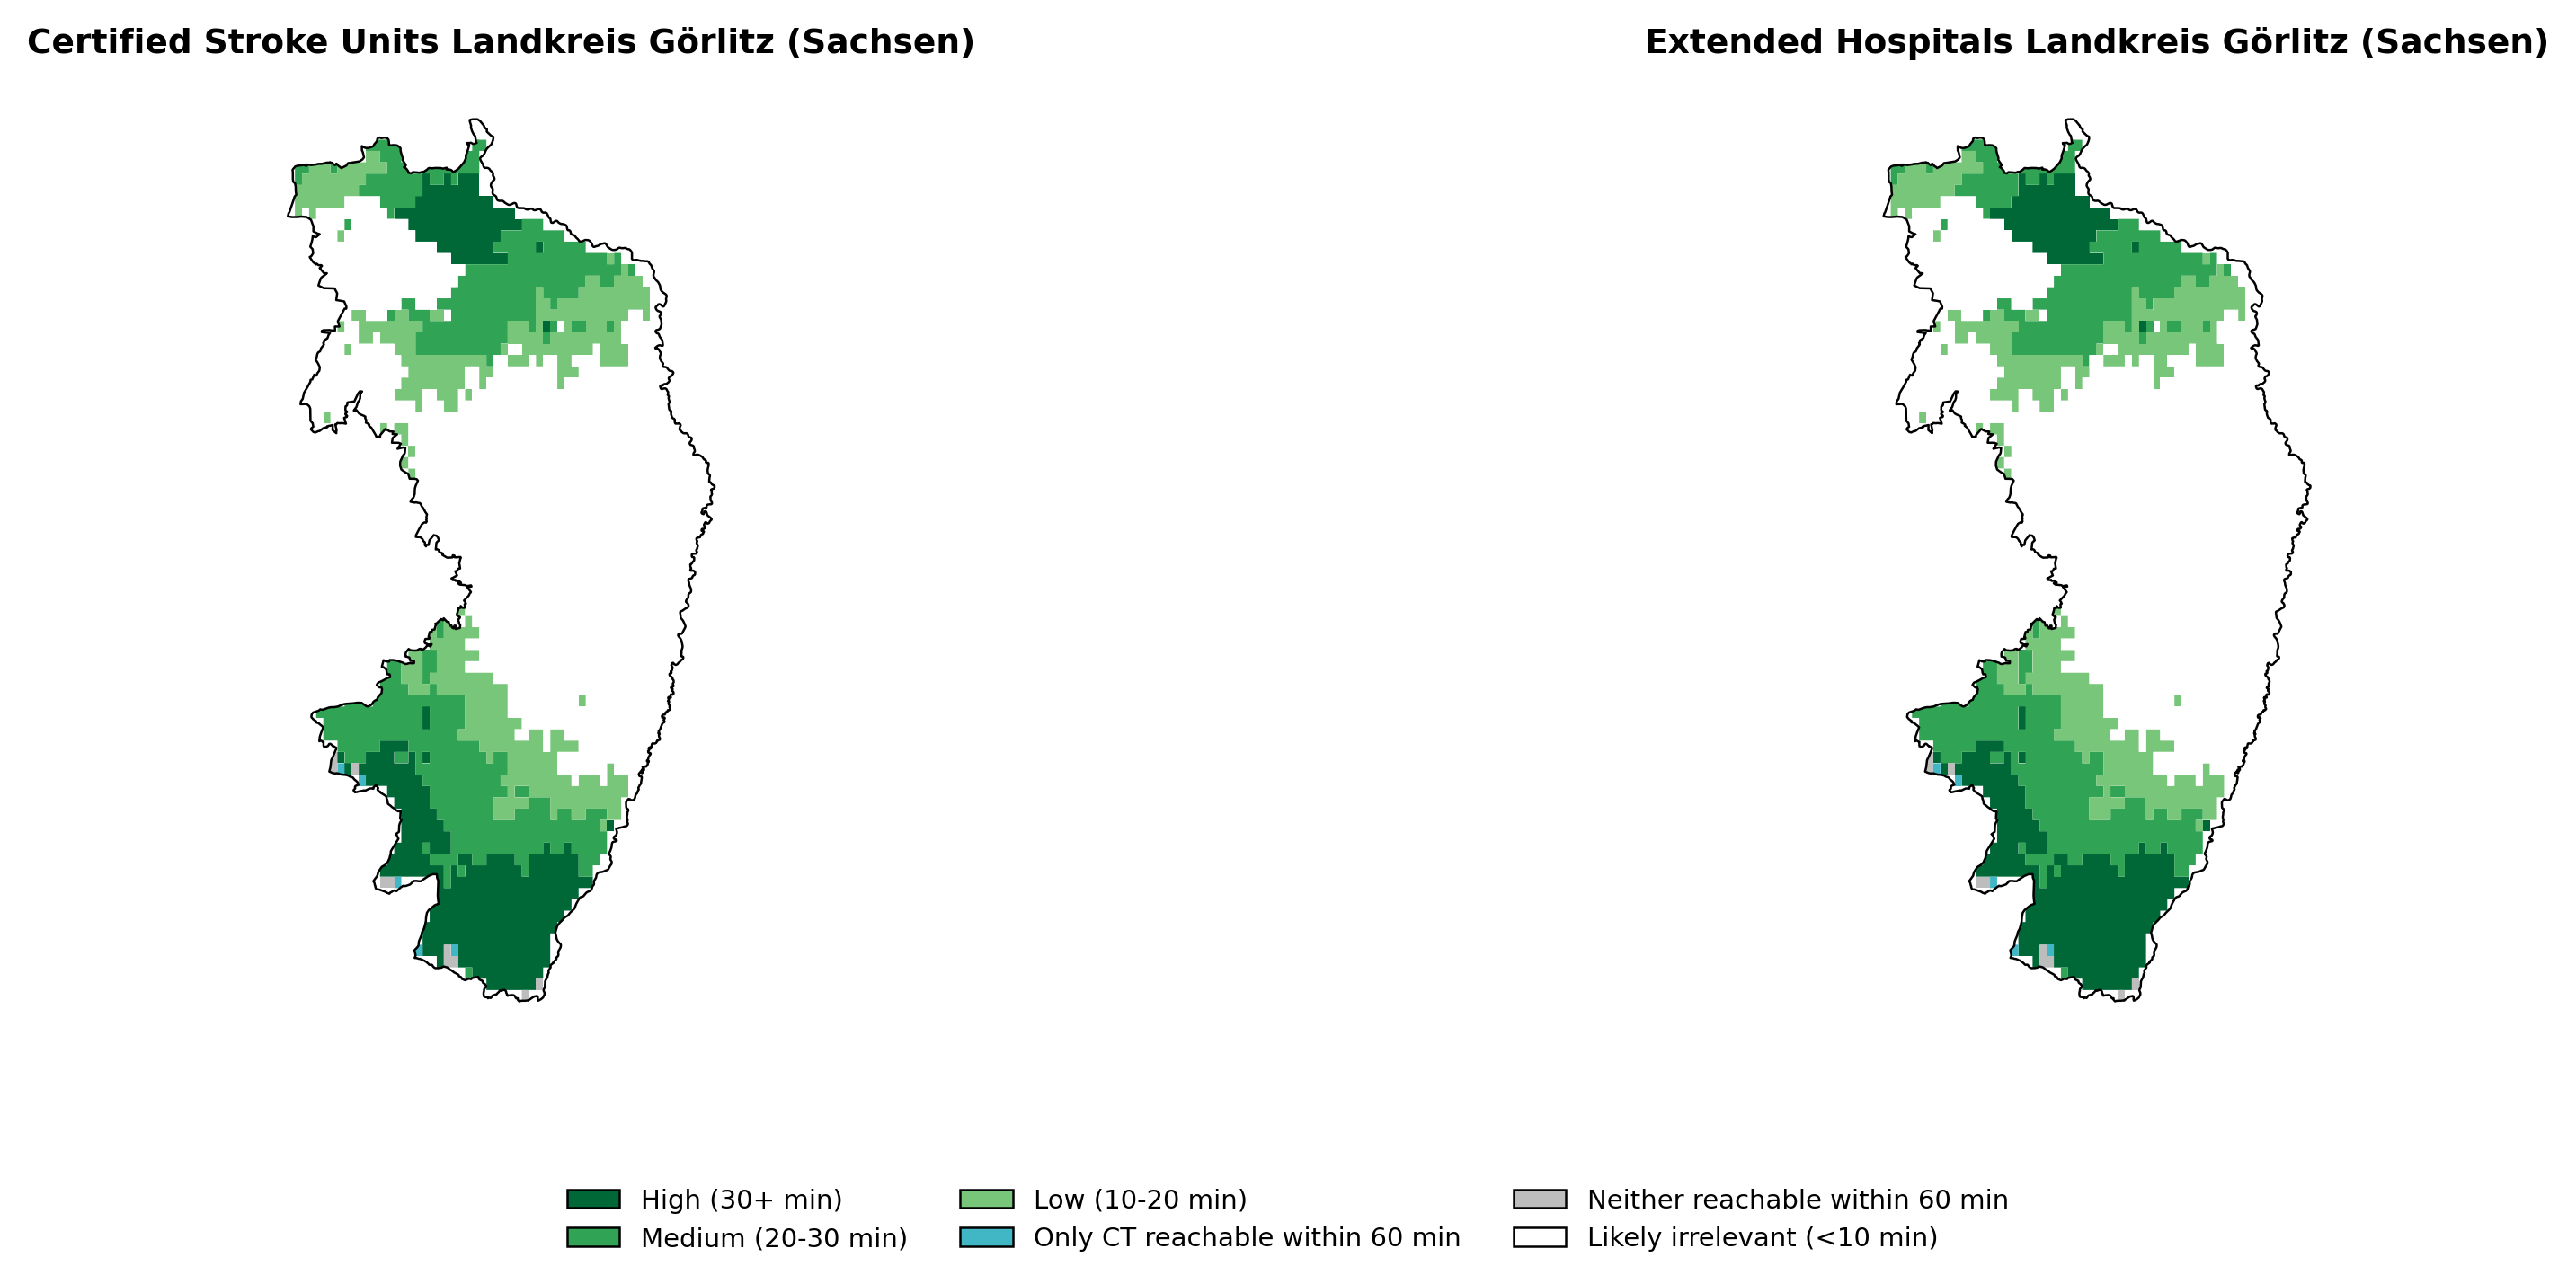 Certified Stroke Units Landkreis Görlitz (Sachsen)
Extended Hospitals Landkreis Görlitz (Sachsen)
High (30+ min)
Medium (20-30 min)
Low (10-20 min)
Only CT reachable within 60 min
Neither reachable within 60 min
Likely irrelevant (<10 min)